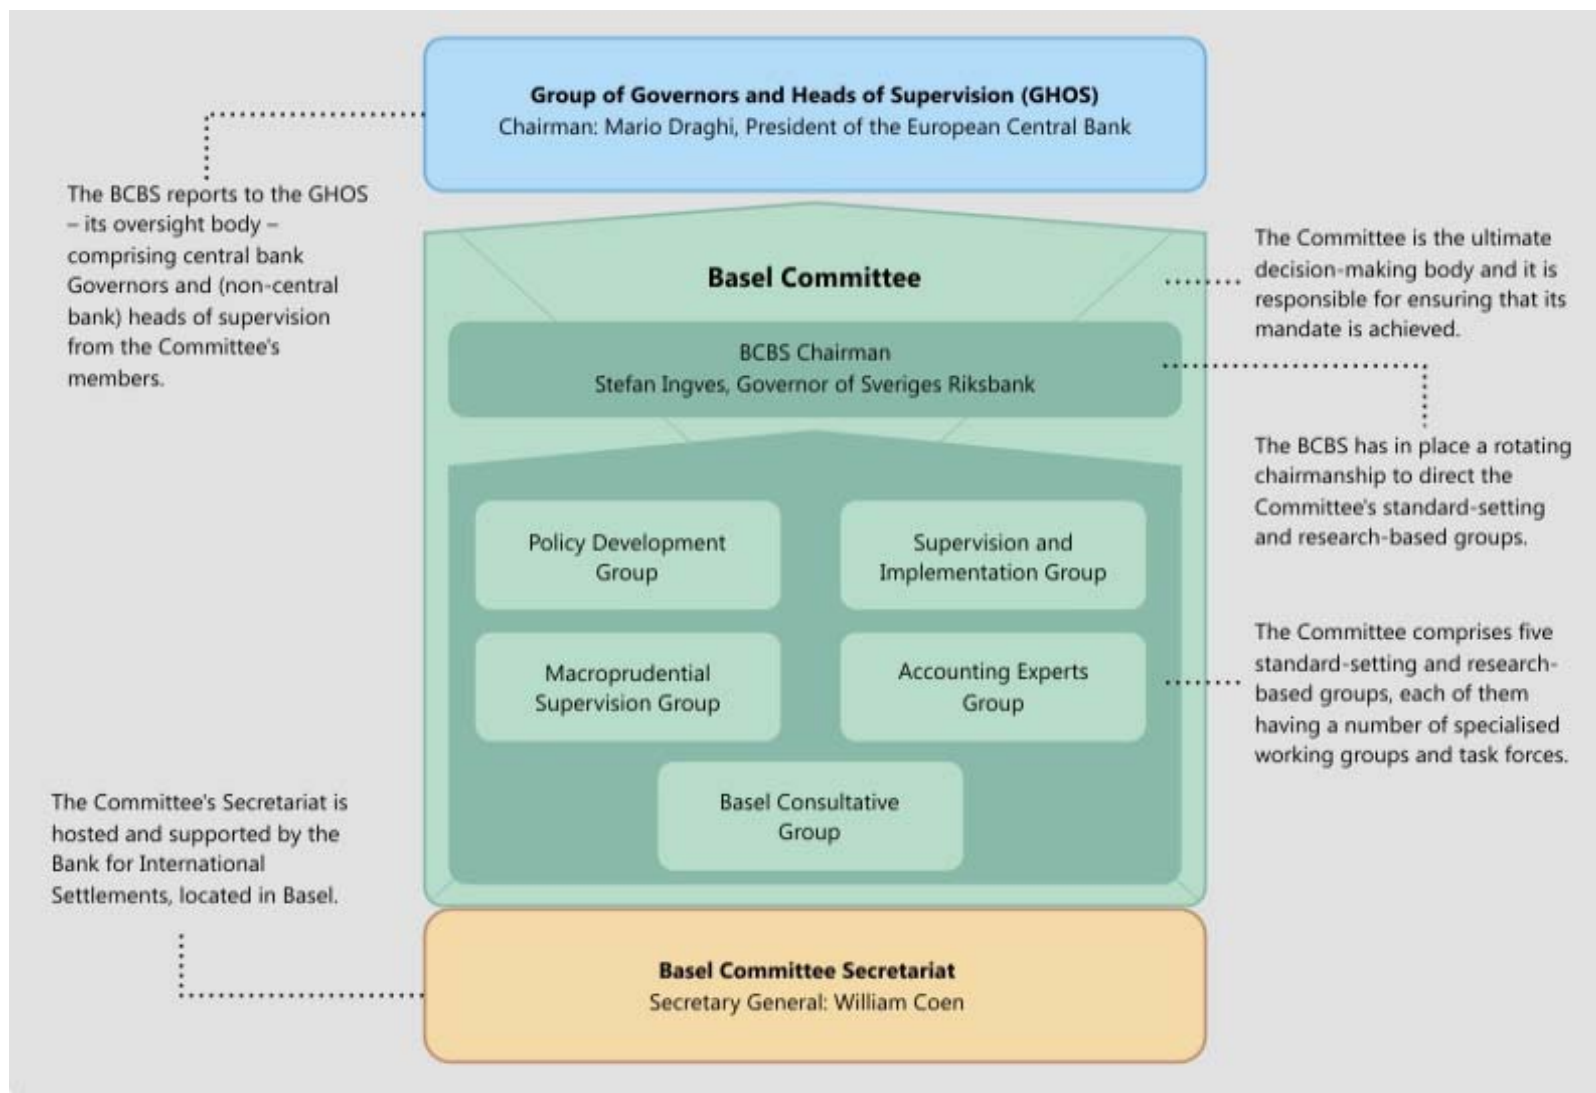 Group of Governors and Heads of Supervision (GHOS)
Chairman: Mario Draghi, President of the European Central Bank
The BCBS reports to the GHOS
– its oversight body –
comprising central bank
Governors and (non-central
bank) heads of supervision
from the Committee's
members.
Basel Committee
The Committee is the ultimate
decision-making body and it is
responsible for ensuring that its
mandate is achieved.
BCBS Chairman
Stefan Ingves, Governor of Sveriges Riksbank
The BCBS has in place a rotating
chairmanship to direct the
Committee's standard-setting
and research-based groups.
Policy Development
Group
Supervision and
Implementation Group
Macroprudential
Supervision Group
Accounting Experts
Group
The Committee comprises five
standard-setting and research-
based groups, each of them
having a number of specialised
working groups and task forces.
Basel Consultative
Group
The Committee's Secretariat is
hosted and supported by the
Bank for International
Settlements, located in Basel.
Basel Committee Secretariat
Secretary General: William Coen